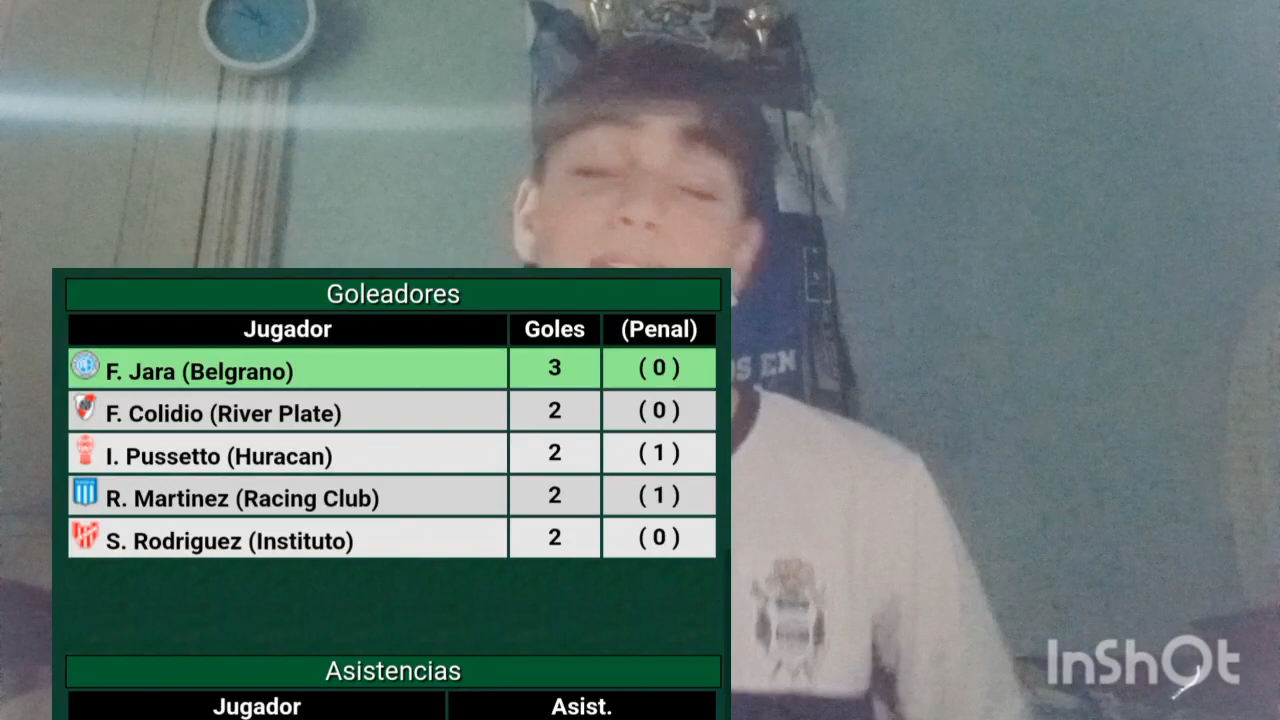 Goleadores
Jugador Goles (Penal)
F. Jara (Belgrano) 3 ( 0 )
F. Colidio (River Plate) 2 ( 0 )
I. Pussetto (Huracan) 2 ( 1 )
R. Martinez (Racing Club) 2 ( 1 )
S. Rodriguez (Instituto) 2 ( 0 )
Asistencias
Jugador Asist.
S EN
InShOt